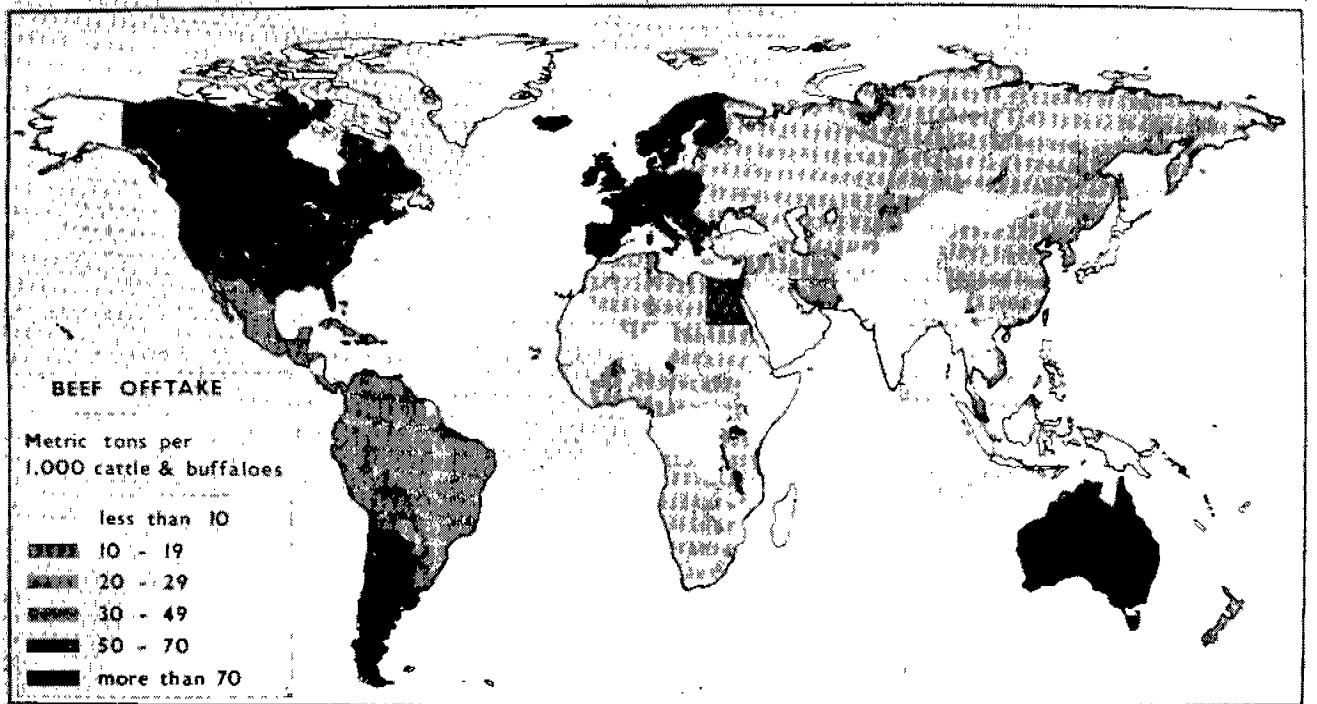 BEEF OFFTAKE
Metric tons per
1,000 cattle & buffaloes
less than 10
10 - 19
20 - 29
30 - 49
50 - 70
more than 70